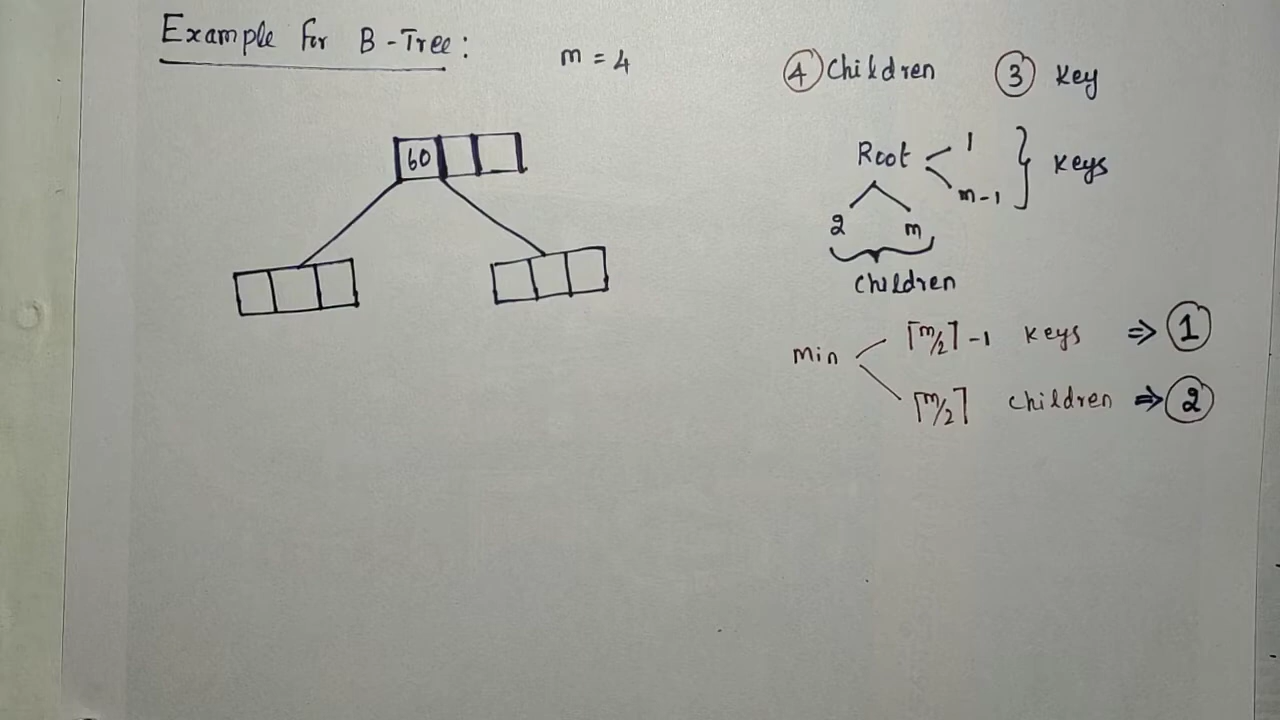 Example for B-Tree:
m = 4
4 Children 3 Key
60
Root 1 m-1 } Keys
2 m
Children
Min ⌈m/2⌉-1 Keys ⇒ 1
⌈m/2⌉ Children ⇒ 2